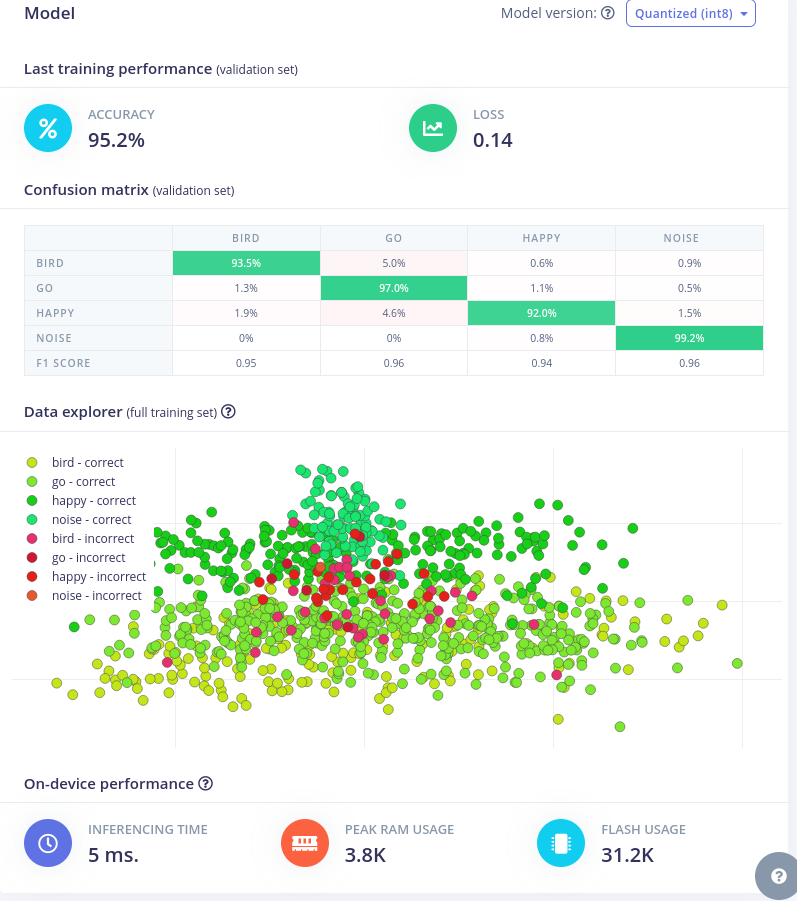 Model
Model version: ? Quantized (int8)
Last training performance (validation set)
% ACCURACY
95.2%
LOSS
0.14
Confusion matrix (validation set)
BIRD GO HAPPY NOISE
BIRD 93.5% 5.0% 0.6% 0.9%
GO 1.3% 97.0% 1.1% 0.5%
HAPPY 1.9% 4.6% 92.0% 1.5%
NOISE 0% 0% 0.8% 99.2%
F1 SCORE 0.95 0.96 0.94 0.96
Data explorer (full training set) ?
bird - correct
go - correct
happy - correct
noise - correct
bird - incorrect
go - incorrect
happy - incorrect
noise - incorrect
On-device performance ?
INFERENCING TIME
5 ms.
PEAK RAM USAGE
3.8K
FLASH USAGE
31.2K
?